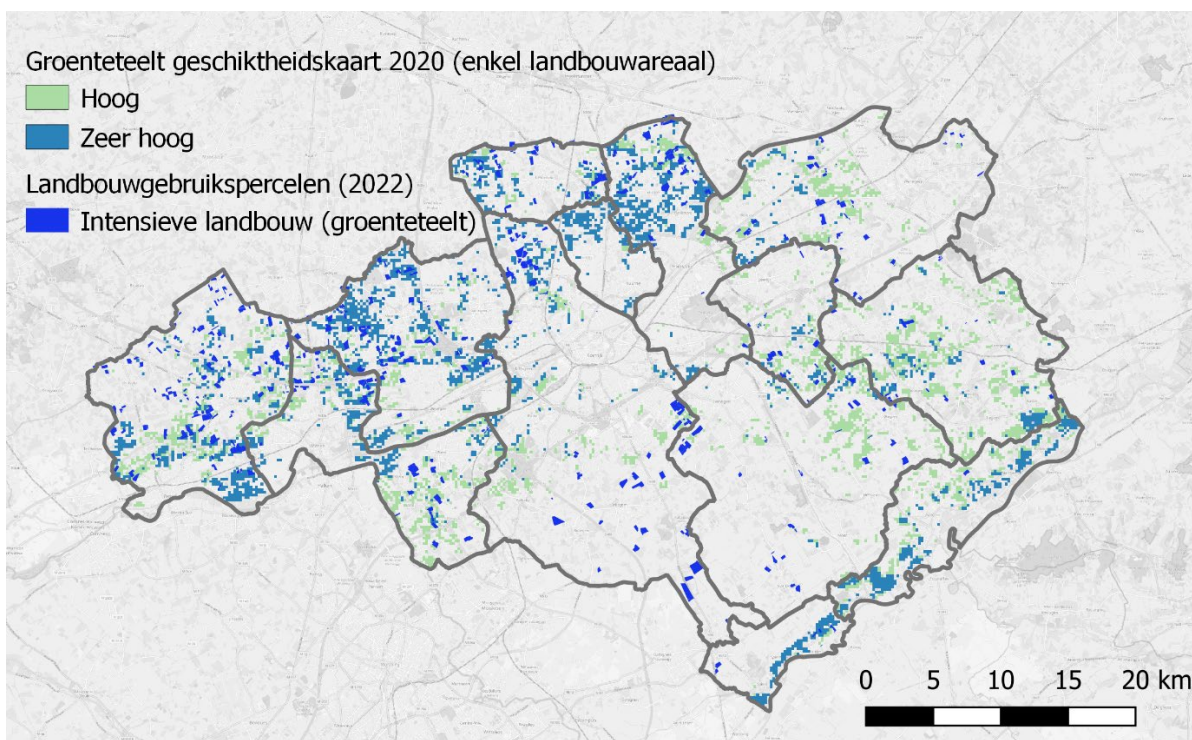 Groenteteelt geschiktheidskaart 2020 (enkel landbouwareaal)
Hoog
Zeer hoog
Landbouwgebruikspercelen (2022)
Intensieve landbouw (groenteteelt)
0 5 10 15 20 km